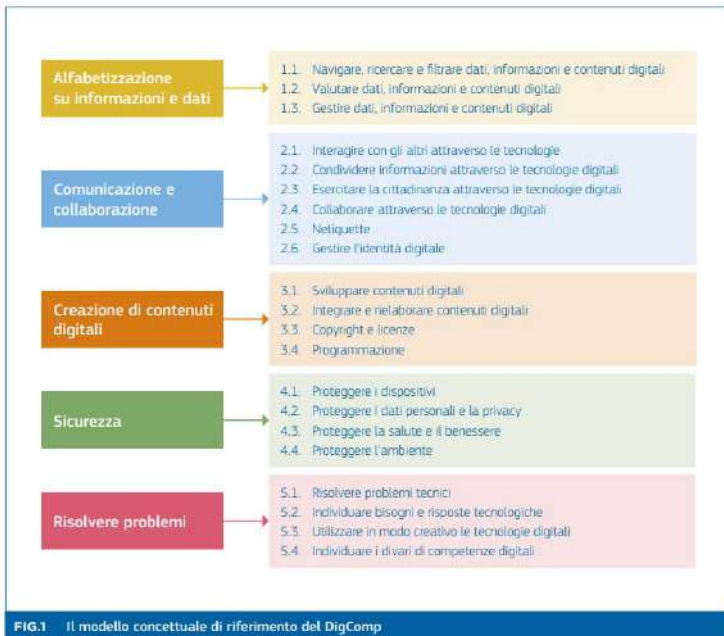 Alfabetizzazione
su informazioni e dati
1.1. Navigare, ricercare e filtrare dati, informazioni e contenuti digitali
1.2. Valutare dati, informazioni e contenuti digitali
1.3. Gestire dati, informazioni e contenuti digitali
Comunicazione e
collaborazione
2.1. Interagire con gli altri attraverso le tecnologie
2.2. Condividere informazioni attraverso le tecnologie digitali
2.3. Esercitare la cittadinanza attraverso le tecnologie digitali
2.4. Collaborare attraverso le tecnologie digitali
2.5. Netiquette
2.6. Gestire l'identità digitale
Creazione di contenuti
digitali
3.1. Sviluppare contenuti digitali
3.2. Integrare e rielaborare contenuti digitali
3.3. Copyright e licenze
3.4. Programmazione
Sicurezza
4.1. Proteggere i dispositivi
4.2. Proteggere i dati personali e la privacy
4.3. Proteggere la salute e il benessere
4.4. Proteggere l'ambiente
Risolvere problemi
5.1. Risolvere problemi tecnici
5.2. Individuare bisogni e risposte tecnologiche
5.3. Utilizzare in modo creativo le tecnologie digitali
5.4. Individuare i divari di competenze digitali
FIG.1 Il modello concettuale di riferimento del DigComp